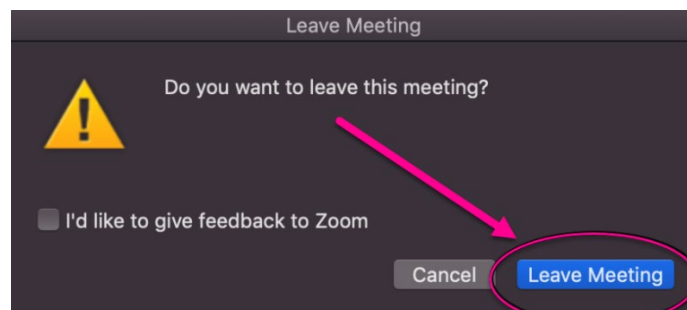 Leave Meeting
Do you want to leave this meeting?
I'd like to give feedback to Zoom
Cancel
Leave Meeting